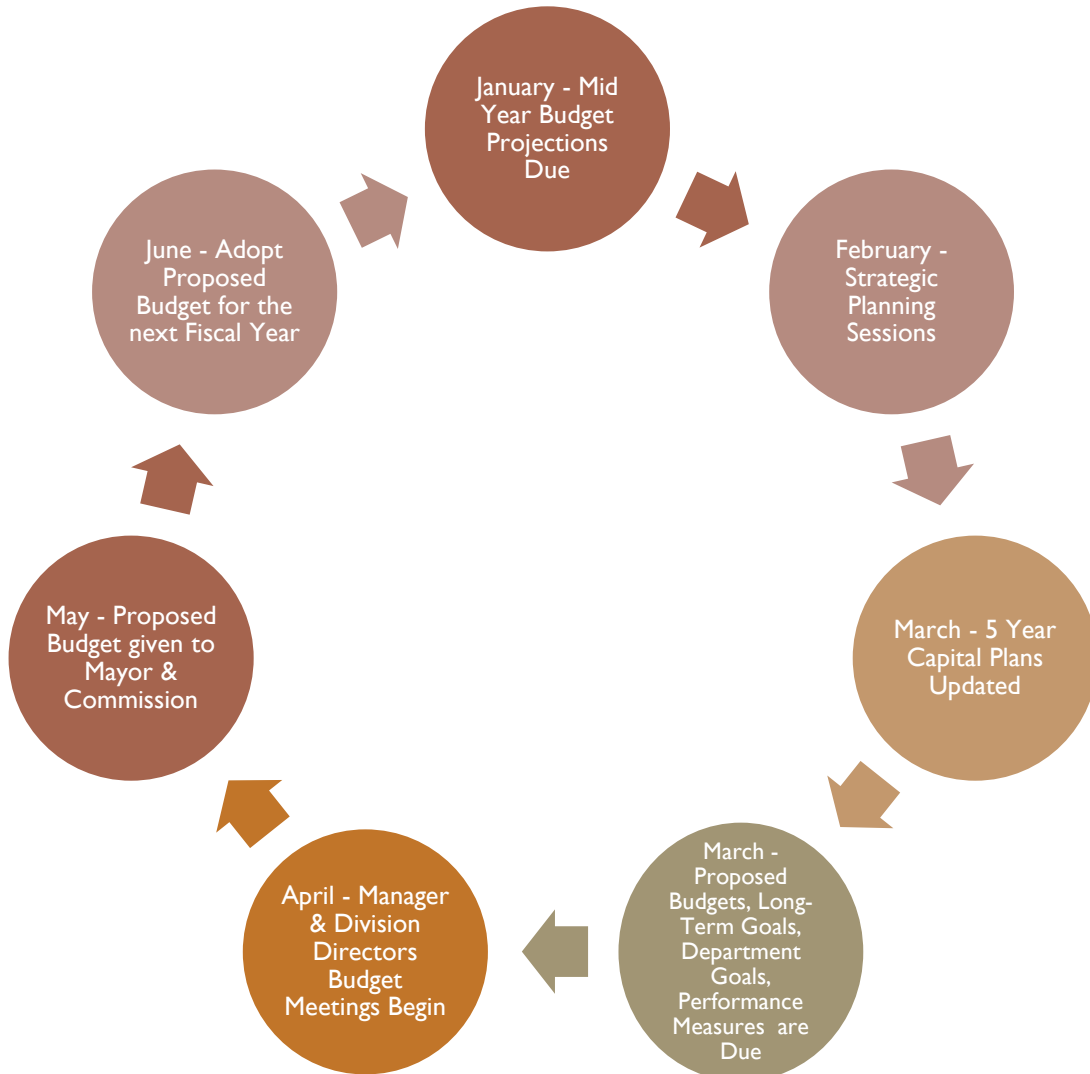 January - Mid
Year Budget
Projections
Due
February -
Strategic
Planning
Sessions
March - 5 Year
Capital Plans
Updated
March -
Proposed
Budgets, Long-
Term Goals,
Department
Goals,
Performance
Measures  are
Due
April - Manager
& Division
Directors
Budget
Meetings Begin
May - Proposed
Budget given to
Mayor &
Commission
June - Adopt
Proposed
Budget for the
next Fiscal Year